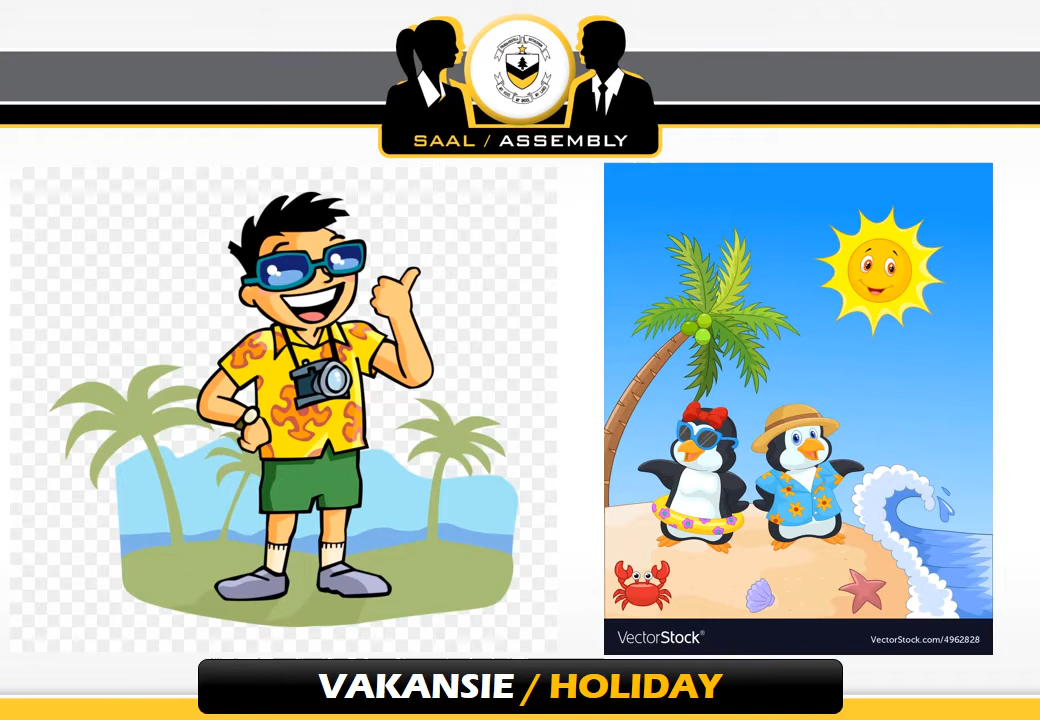 SAAL / ASSEMBLY
VectorStock®
VectorStock.com/4962828
VAKANSIE / HOLIDAY